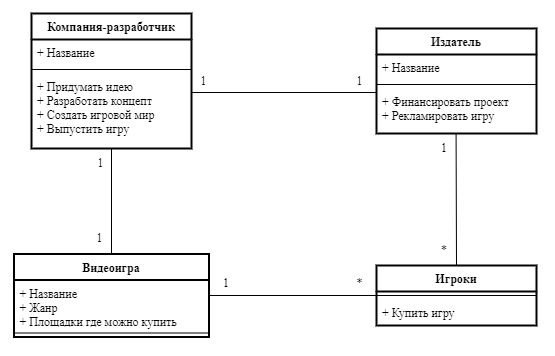 Компания-разработчик
+ Название
+ Придумать идею
+ Разработать концепт
+ Создать игровой мир
+ Выпустить игру
1
1
Издатель
+ Название
+ Финансировать проект
+ Рекламировать игру
1
1
1
*
Видеоигра
+ Название
+ Жанр
+ Площадки где можно купить
1
*
Игроки
+ Купить игру